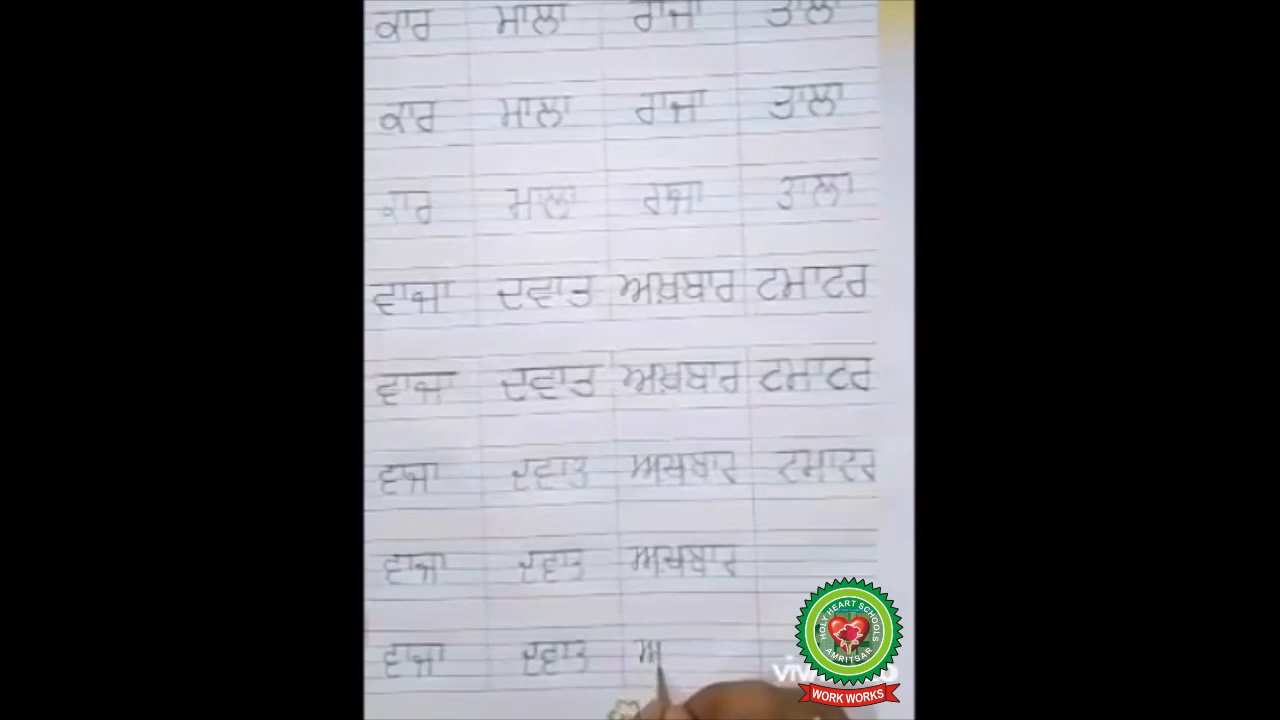 ਕਾਰ ਮਾਲਾ ਰਾਜਾ ਤਾਲਾ
ਕਾਰ ਮਾਲਾ ਰਾਜਾ ਤਾਲਾ
ਕਾਰ ਮਾਲਾ ਰਾਜਾ ਤਾਲਾ
ਵਾਜਾ ਦਵਾਤ ਅਖ਼ਬਾਰ ਟਮਾਟਰ
ਵਾਜਾ ਦਵਾਤ ਅਖ਼ਬਾਰ ਟਮਾਟਰ
ਵਾਜਾ ਦਵਾਤ ਅਖ਼ਬਾਰ ਟਮਾਟਰ
ਵਾਜਾ ਦਵਾਤ ਅਖ਼ਬਾਰ
ਵਾਜਾ ਦਵਾਤ ਅ
HOLY HEART SCHOOLS
AMRITSAR
WORK WORKS